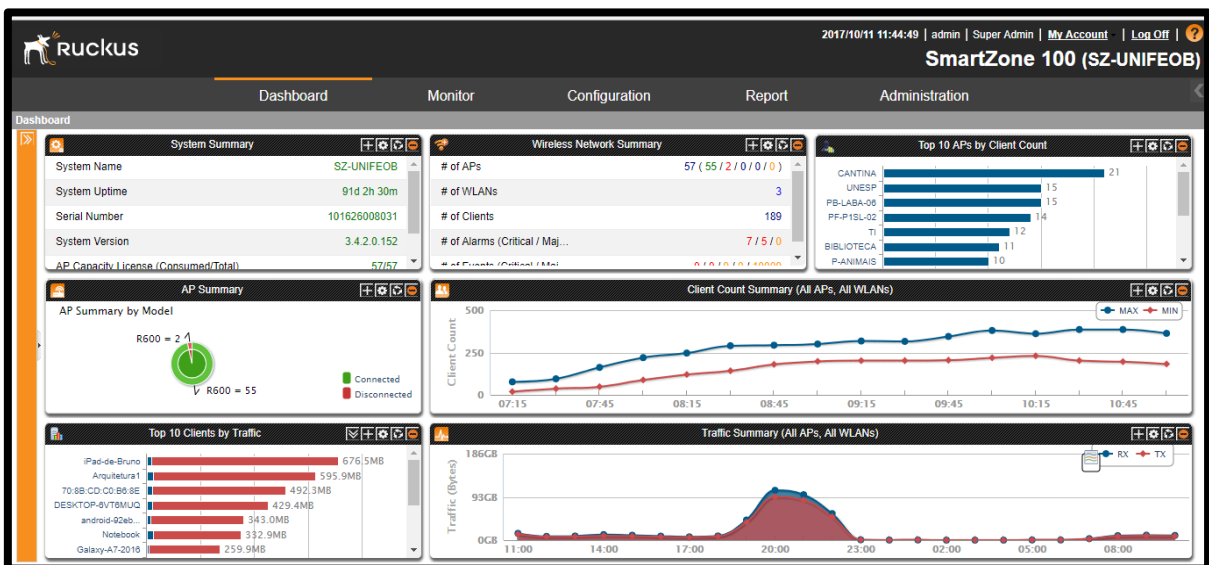 RUCKUS
2017/10/11 11:44:49 | admin | Super Admin | My Account | Log Off | ?
SmartZone 100 (SZ-UNIFEOB)
Dashboard Monitor Configuration Report Administration
Dashboard
System Summary
System Name SZ-UNIFEOB
System Uptime 91d 2h 30m
Serial Number 101626008031
System Version 3.4.2.0.152
AP Capacity License (Consumed/Total) 57/57
Wireless Network Summary
# of APs 57 ( 55 / 2 / 0 / 0 / 0 )
# of WLANs 3
# of Clients 189
# of Alarms (Critical / Maj... 7 / 5 / 0
Top 10 APs by Client Count
CANTINA 21
UNESP 15
PB-LABA-06 15
PF-P1SL-02 14
TI 12
BIBLIOTECA 11
P-ANIMAIS 10
AP Summary
AP Summary by Model
R600 = 2
R600 = 55
Connected
Disconnected
Client Count Summary (All APs, All WLANs)
MAX MIN
Client Count
500
250
0
07:15 07:45 08:15 08:45 09:15 09:45 10:15 10:45
Top 10 Clients by Traffic
iPad-de-Bruno 676.5MB
Arquitetura1 595.9MB
70:8B:CD:C0:B6:8E 492.3MB
DESKTOP-6VT6MUQ 429.4MB
android-92eb... 343.0MB
Notebook 332.9MB
Galaxy-A7-2016 259.9MB
Traffic Summary (All APs, All WLANs)
RX TX
Traffic (Bytes)
186GB
93GB
0GB
11:00 14:00 17:00 20:00 23:00 02:00 05:00 08:00